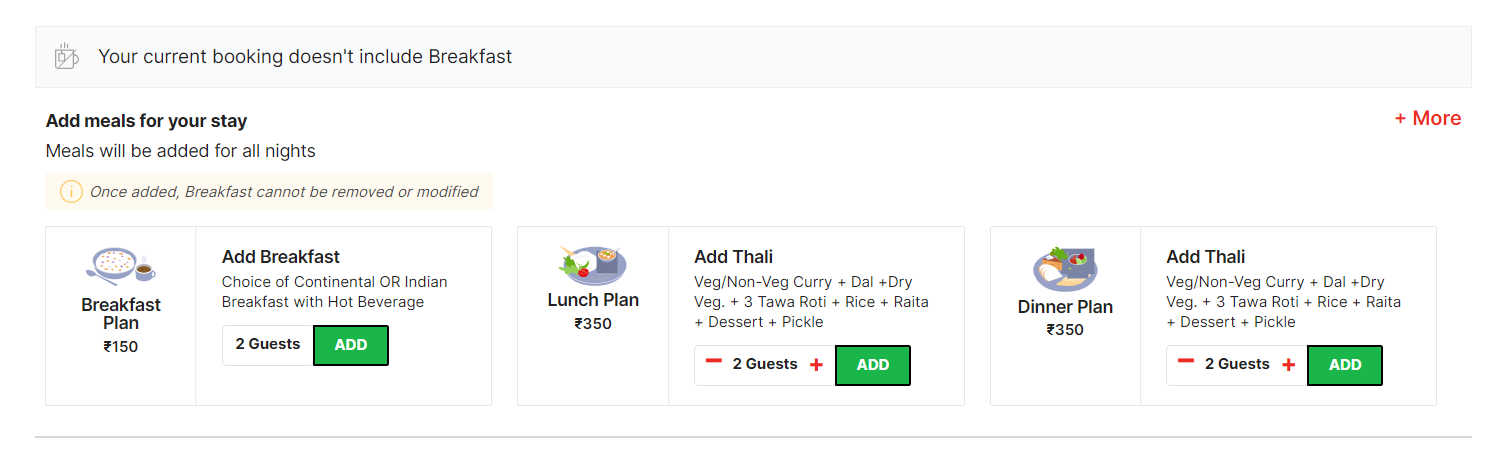 Your current booking doesn't include Breakfast
Add meals for your stay
+ More
Meals will be added for all nights
Once added, Breakfast cannot be removed or modified
Breakfast
Plan
₹150
Add Breakfast
Choice of Continental OR Indian
Breakfast with Hot Beverage
2 Guests
ADD
Lunch Plan
₹350
Add Thali
Veg/Non-Veg Curry + Dal +Dry
Veg. + 3 Tawa Roti + Rice + Raita
+ Dessert + Pickle
− 2 Guests +
ADD
Dinner Plan
₹350
Add Thali
Veg/Non-Veg Curry + Dal +Dry
Veg. + 3 Tawa Roti + Rice + Raita
+ Dessert + Pickle
− 2 Guests +
ADD